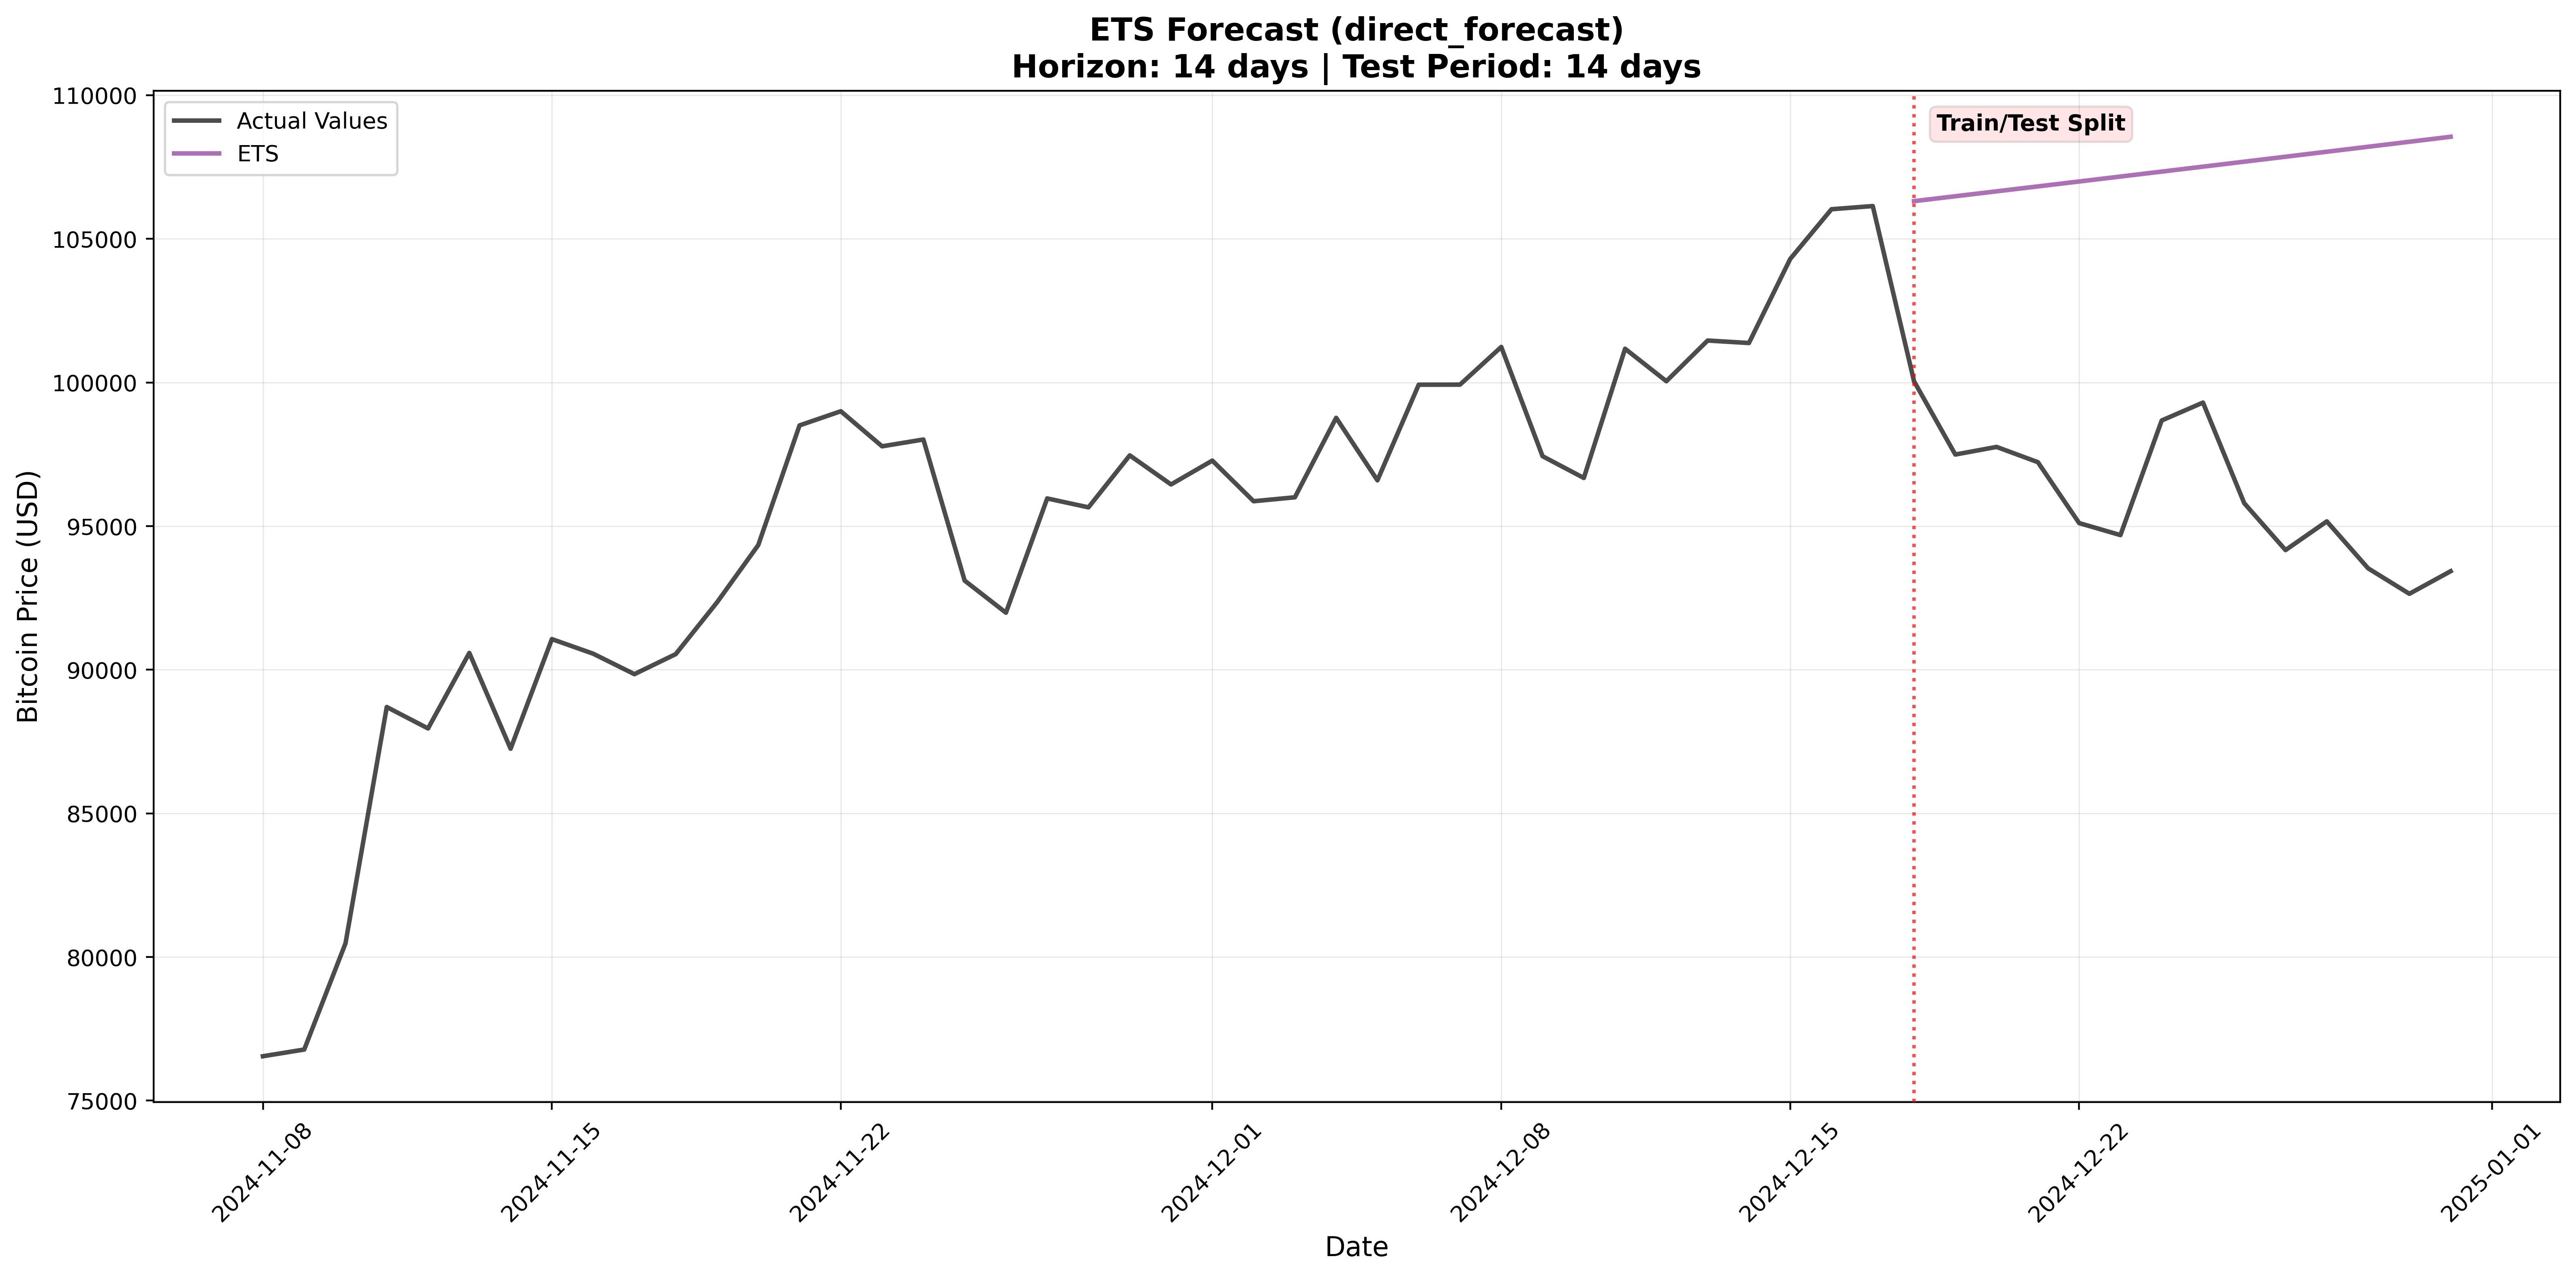 ETS Forecast (direct_forecast)
Horizon: 14 days | Test Period: 14 days
Actual Values
ETS
Train/Test Split
Bitcoin Price (USD)
110000
105000
100000
95000
90000
85000
80000
75000
2024-11-08
2024-11-15
2024-11-22
2024-12-01
2024-12-08
2024-12-15
2024-12-22
2025-01-01
Date